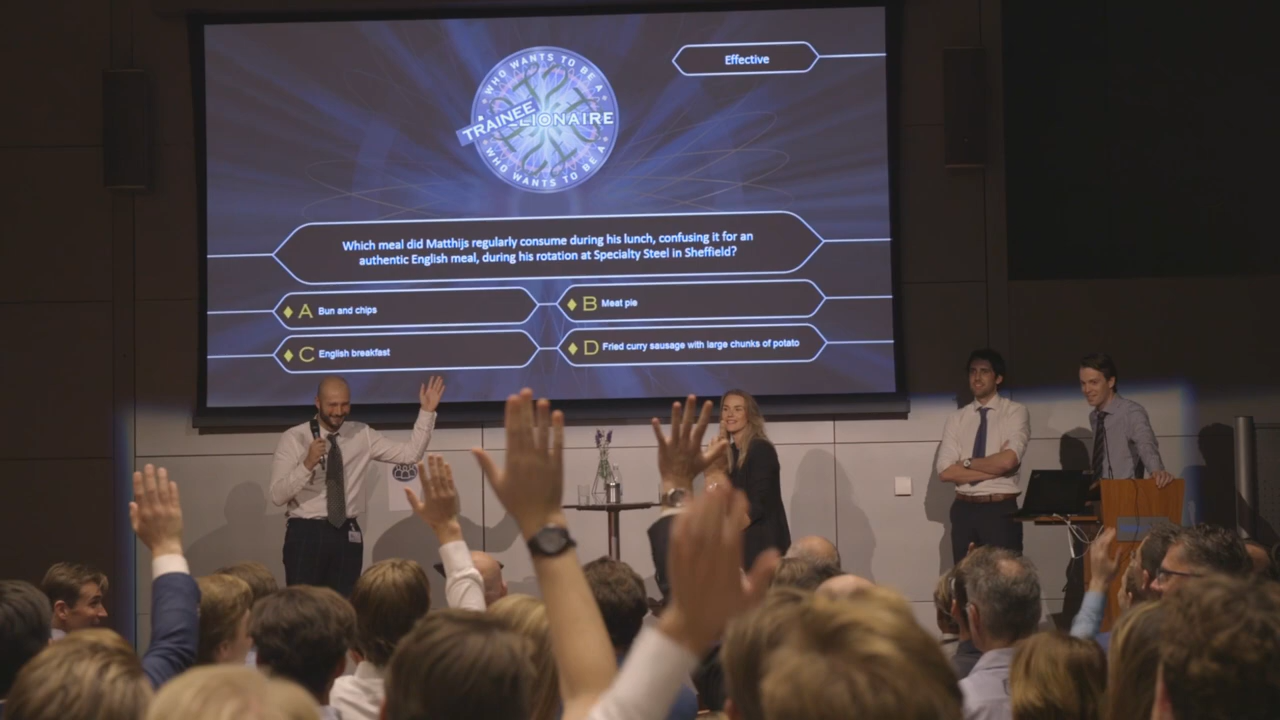 Effective
WHO WANTS TO BE A
TRAINEE
LIONAIRE
WHO WANTS TO BE A
Which meal did Matthijs regularly consume during his lunch, confusing it for an
authentic English meal, during his rotation at Specialty Steel in Sheffield?
A Bun and chips
B Meat pie
C English breakfast
D Fried curry sausage with large chunks of potato